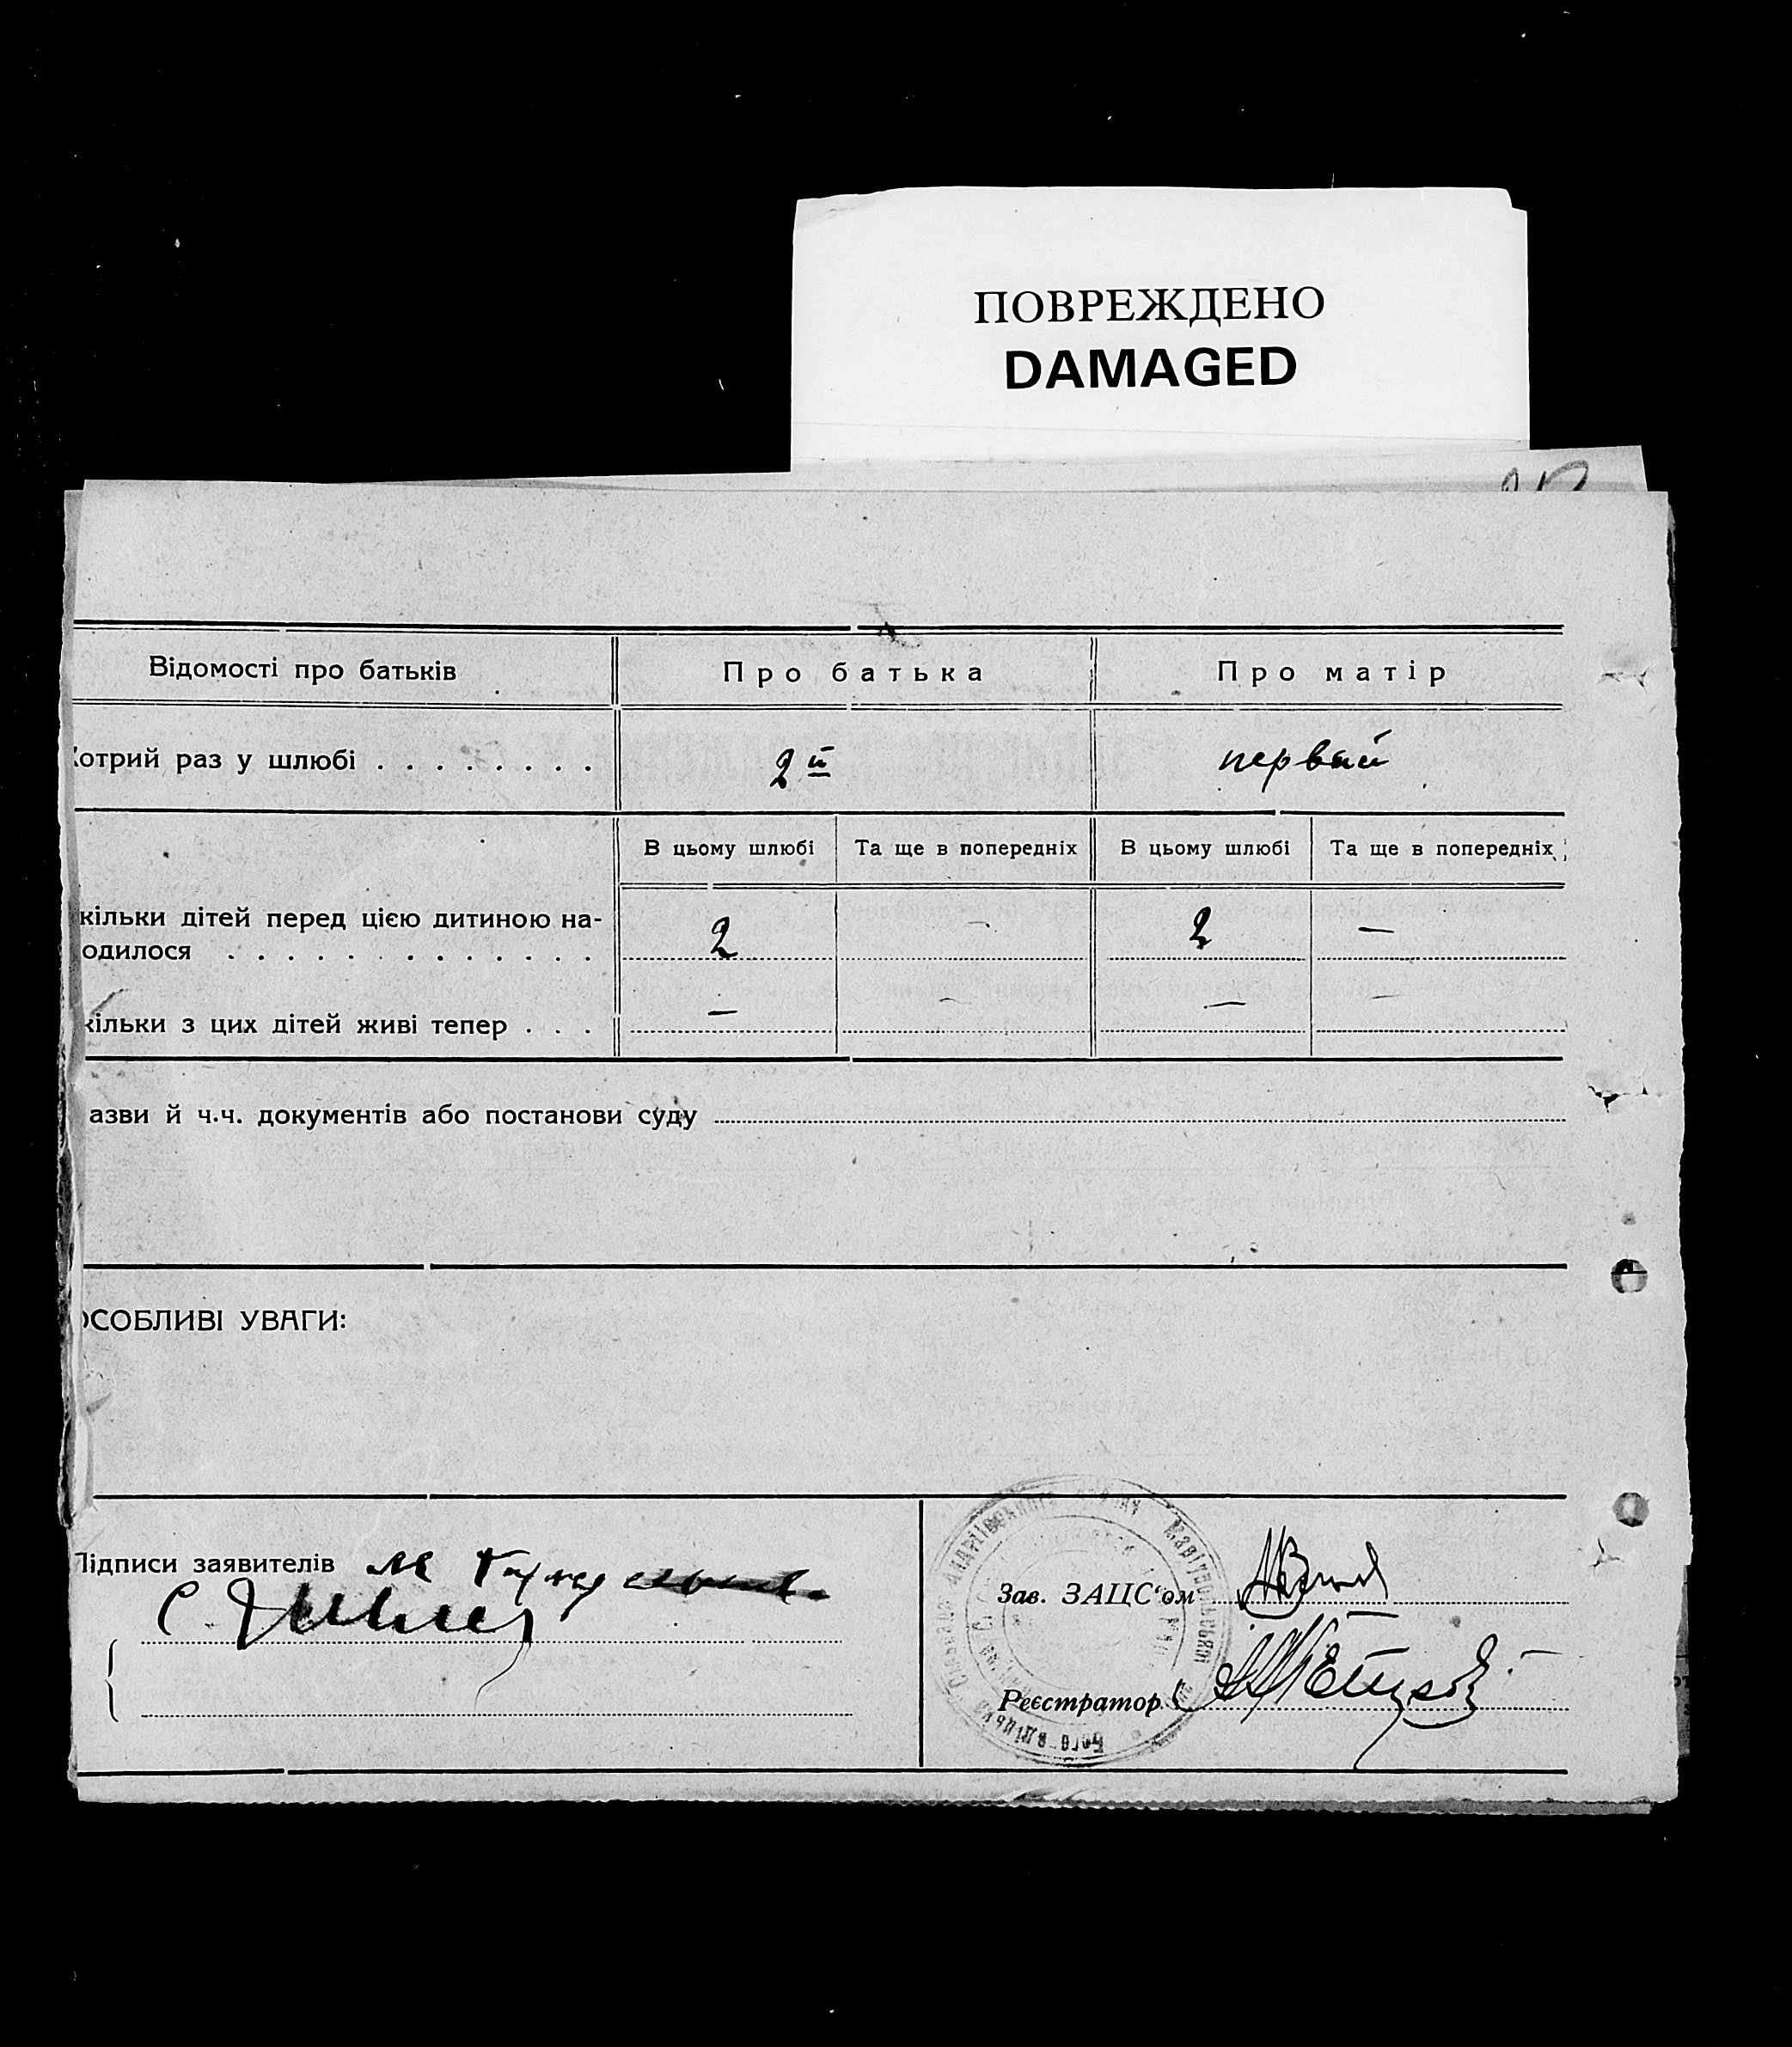 ПОВРЕЖДЕНО
DAMAGED
Відомості про батьків
Про батька
Про матір
Котрий раз у шлюбі . . . . . . . .
2й
первый
В цьому шлюбі
Та ще в попередніх
В цьому шлюбі
Та ще в попередніх
кільки дітей перед цією дитиною на-
одилося . . . . . . . . . . . . .
2
—
2
—
кільки з цих дітей живі тепер . . .
—
—
—
—
азви й ч.ч. документів або постанови суду
ОСОБЛИВІ УВАГИ:
Підписи заявителів М
С.
Зав. ЗАЦС'ом
Реєстратор